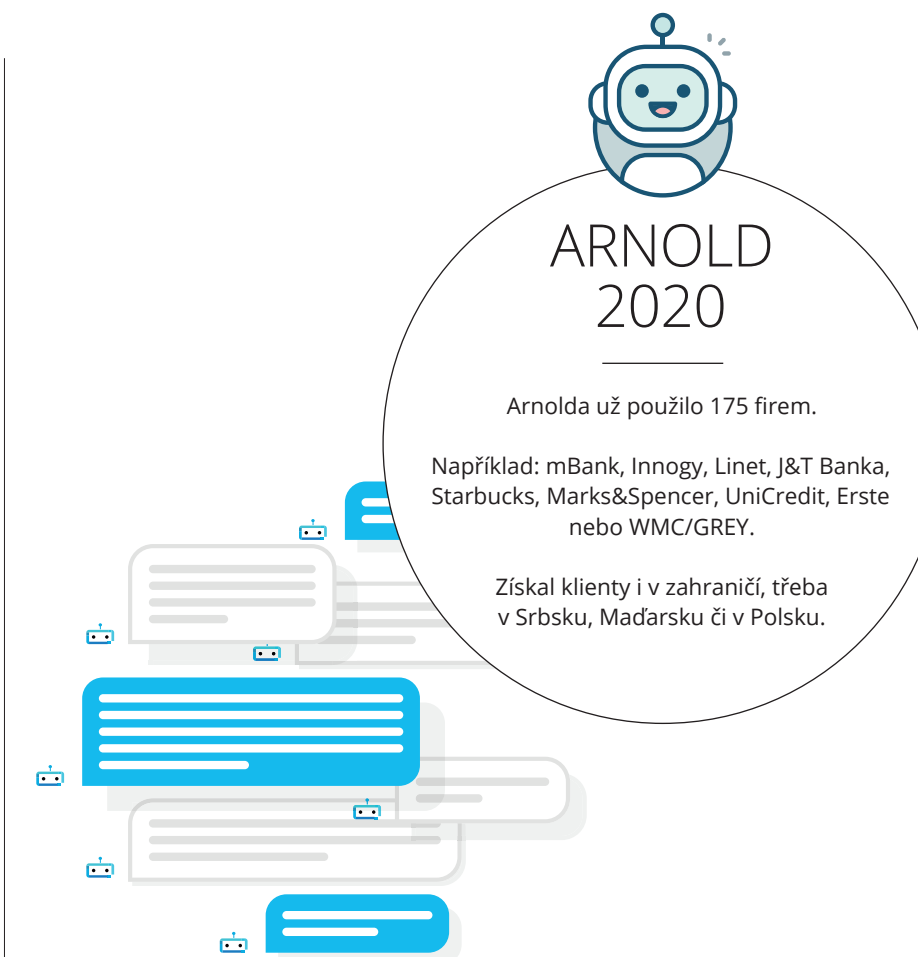 ARNOLD
2020
Arnolda už použilo 175 firem.
Například: mBank, Innogy, Linet, J&T Banka,
Starbucks, Marks&Spencer, UniCredit, Erste
nebo WMC/GREY.
Získal klienty i v zahraničí, třeba
v Srbsku, Maďarsku či v Polsku.